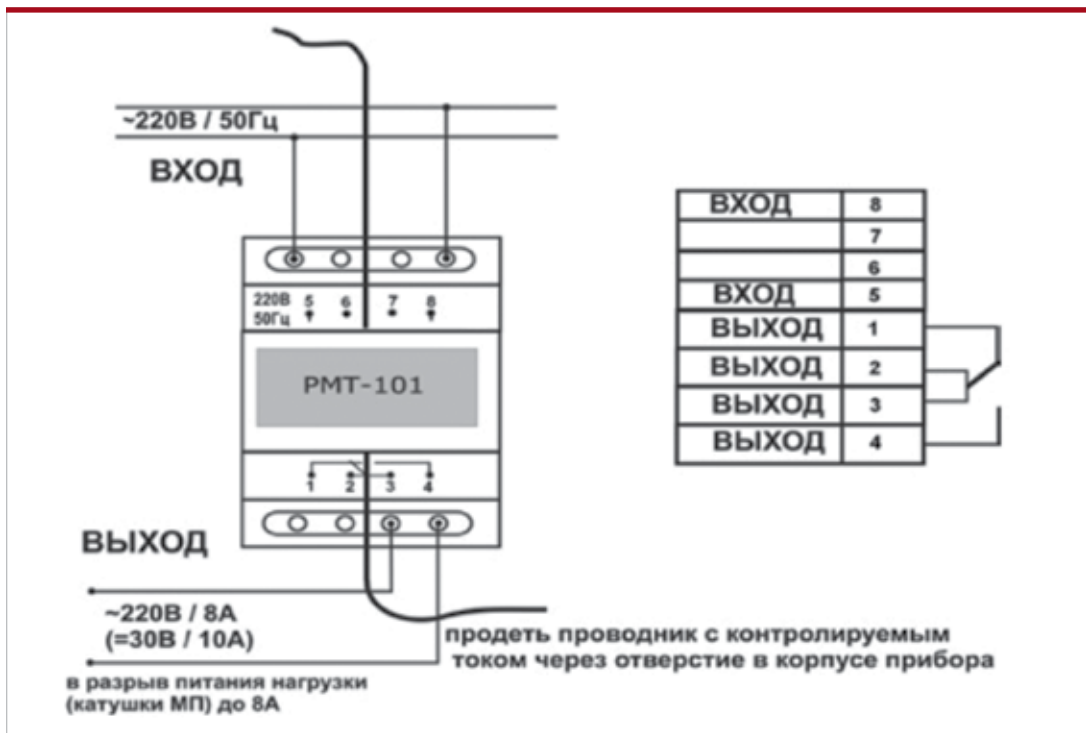 ~220В / 50Гц
ВХОД
220В 5 6 7 8
50Гц
РМТ-101
1 2 3 4
ВЫХОД
~220В / 8А
(=30В / 10А)
в разрыв питания нагрузки
(катушки МП) до 8А
продеть проводник с контролируемым
током через отверстие в корпусе прибора
ВХОД 8
7
6
ВХОД 5
ВЫХОД 1
ВЫХОД 2
ВЫХОД 3
ВЫХОД 4